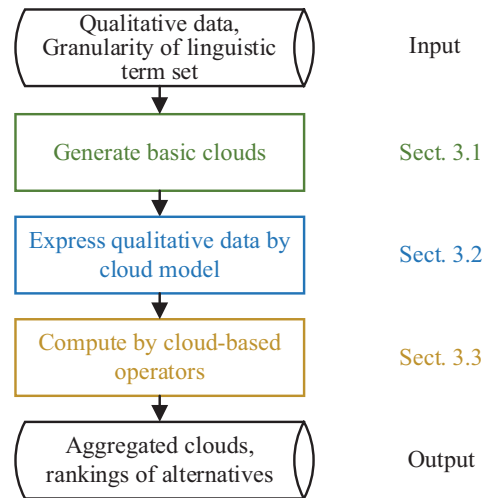 Qualitative data,
Granularity of linguistic
term set
Input
Generate basic clouds
Sect. 3.1
Express qualitative data by
cloud model
Sect. 3.2
Compute by cloud-based
operators
Sect. 3.3
Aggregated clouds,
rankings of alternatives
Output